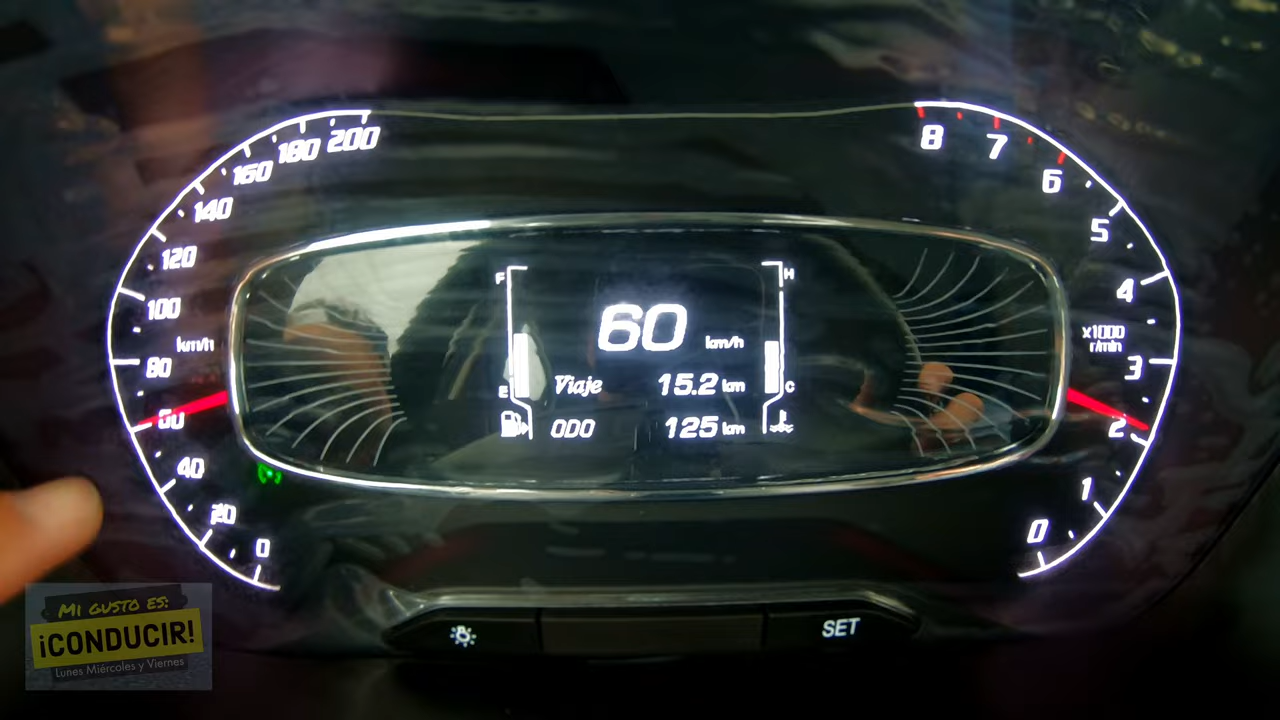 200
180
160
140
120
100
km/h
80
60
40
20
0
F
E
60 km/h
Viaje 15.2 km
ODO 125 km
H
C
8
7
6
5
4
x1000
r/min
3
2
1
0
SET
MI GUSTO ES:
¡CONDUCIR!
Lunes Miércoles y Viernes